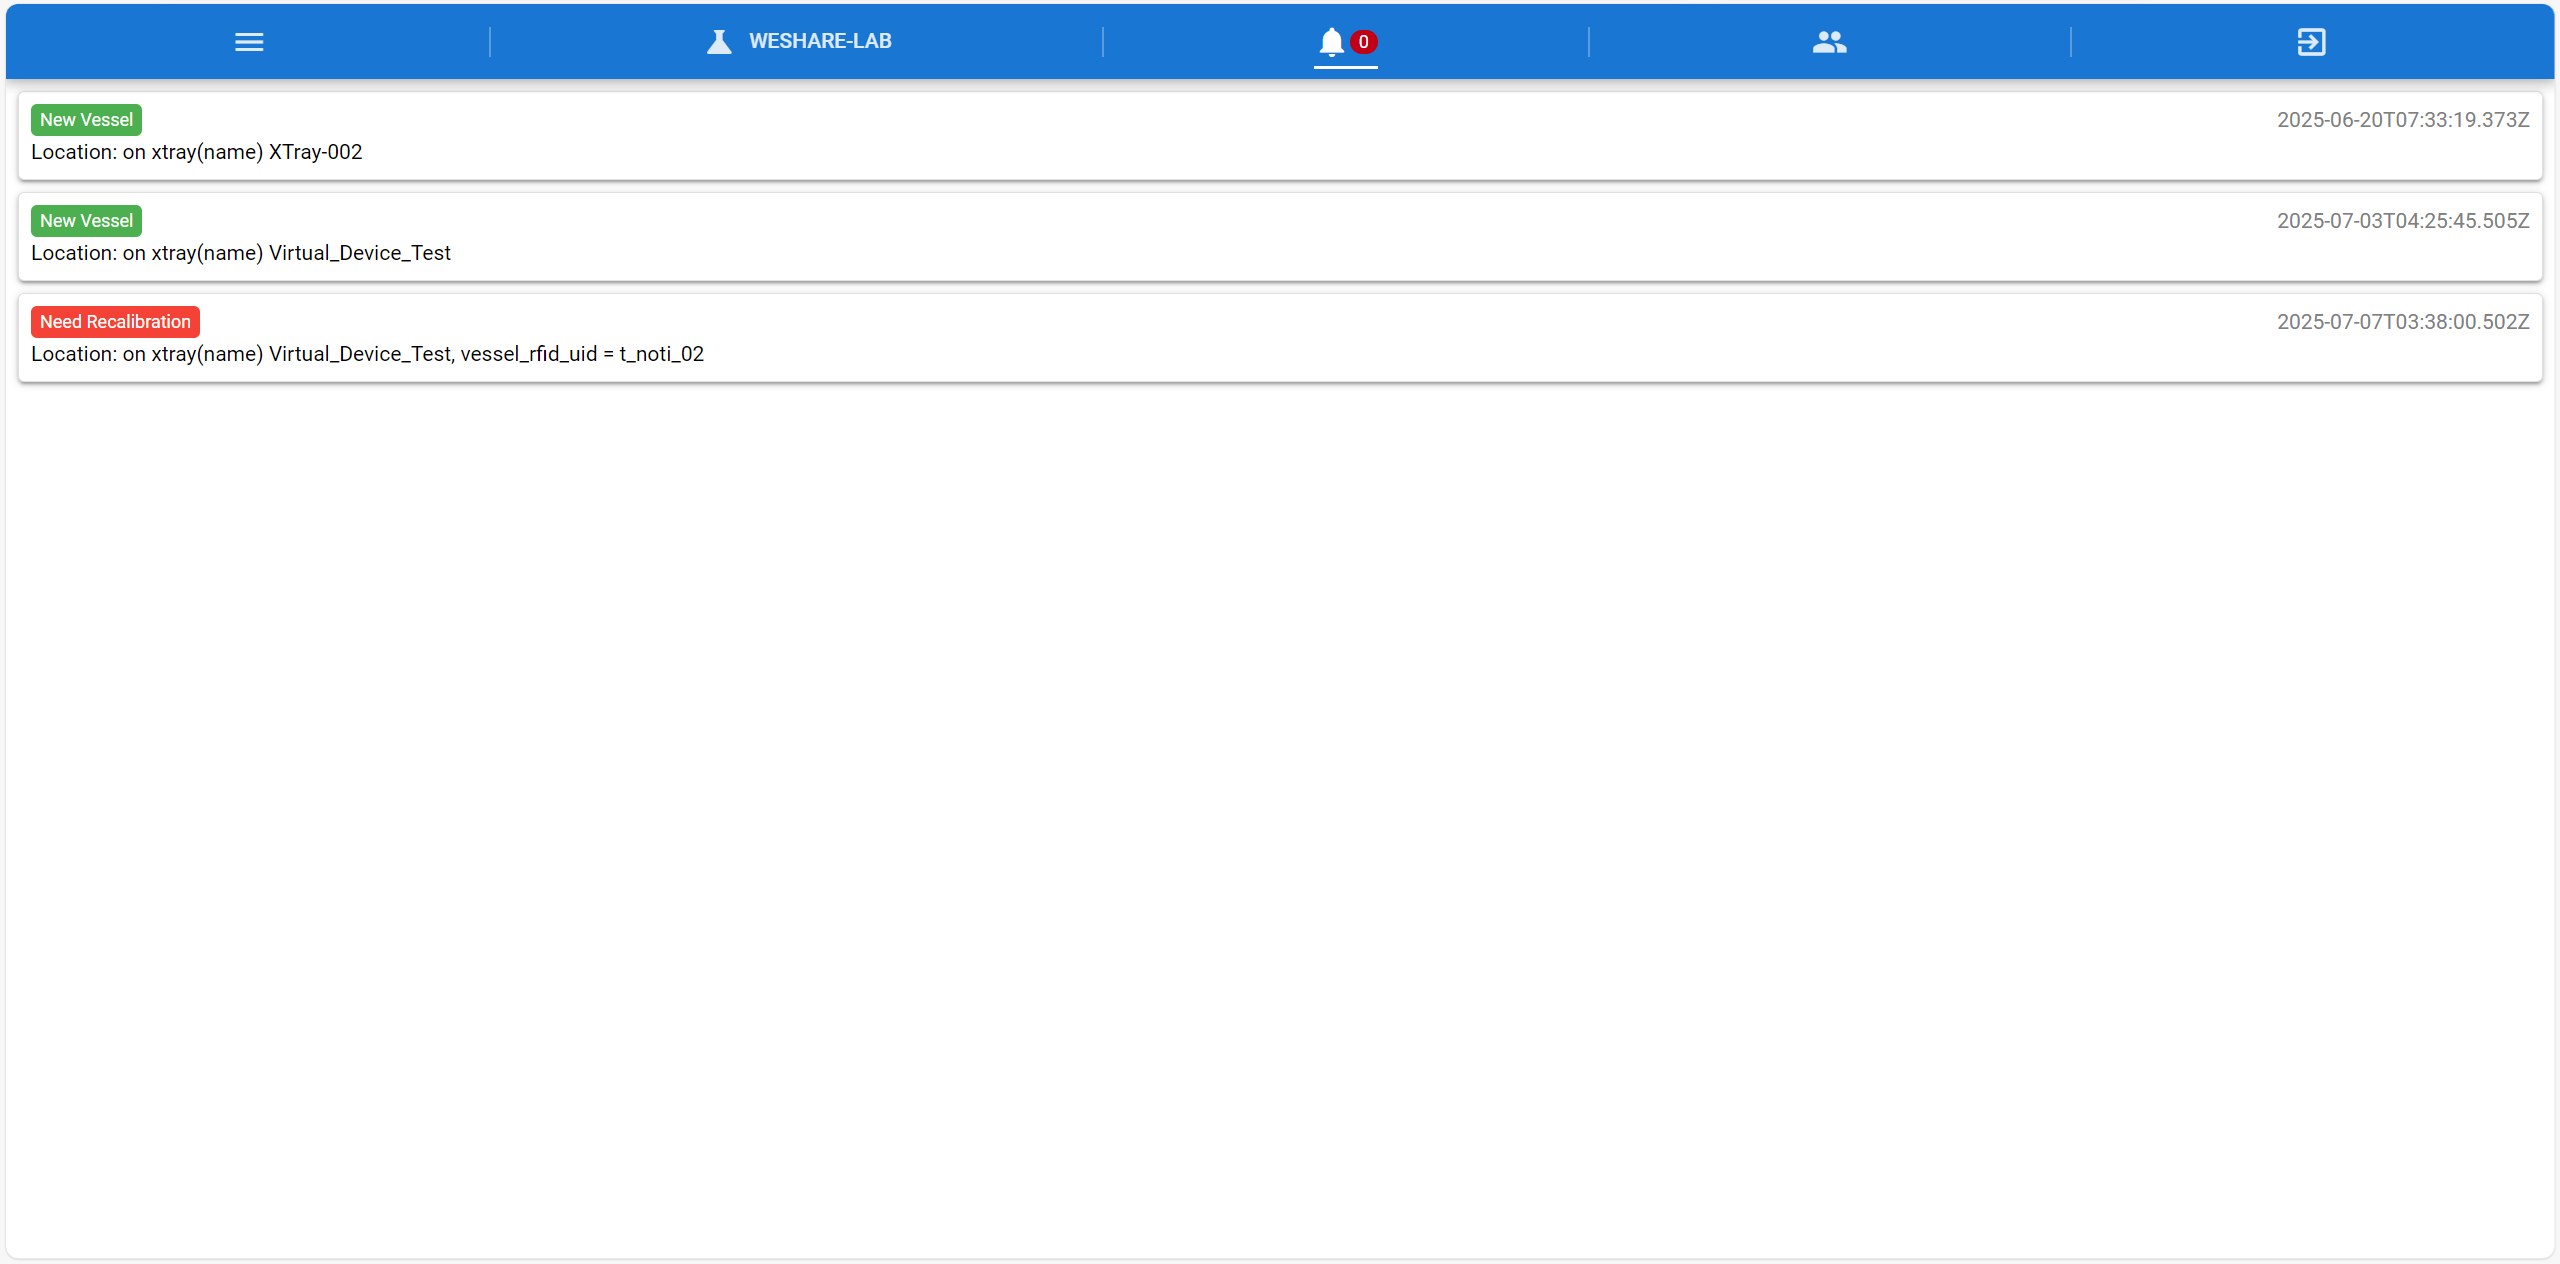 WESHARE-LAB
0
New Vessel
2025-06-20T07:33:19.373Z
Location: on xtray(name) XTray-002
New Vessel
2025-07-03T04:25:45.505Z
Location: on xtray(name) Virtual_Device_Test
Need Recalibration
2025-07-07T03:38:00.502Z
Location: on xtray(name) Virtual_Device_Test, vessel_rfid_uid = t_noti_02